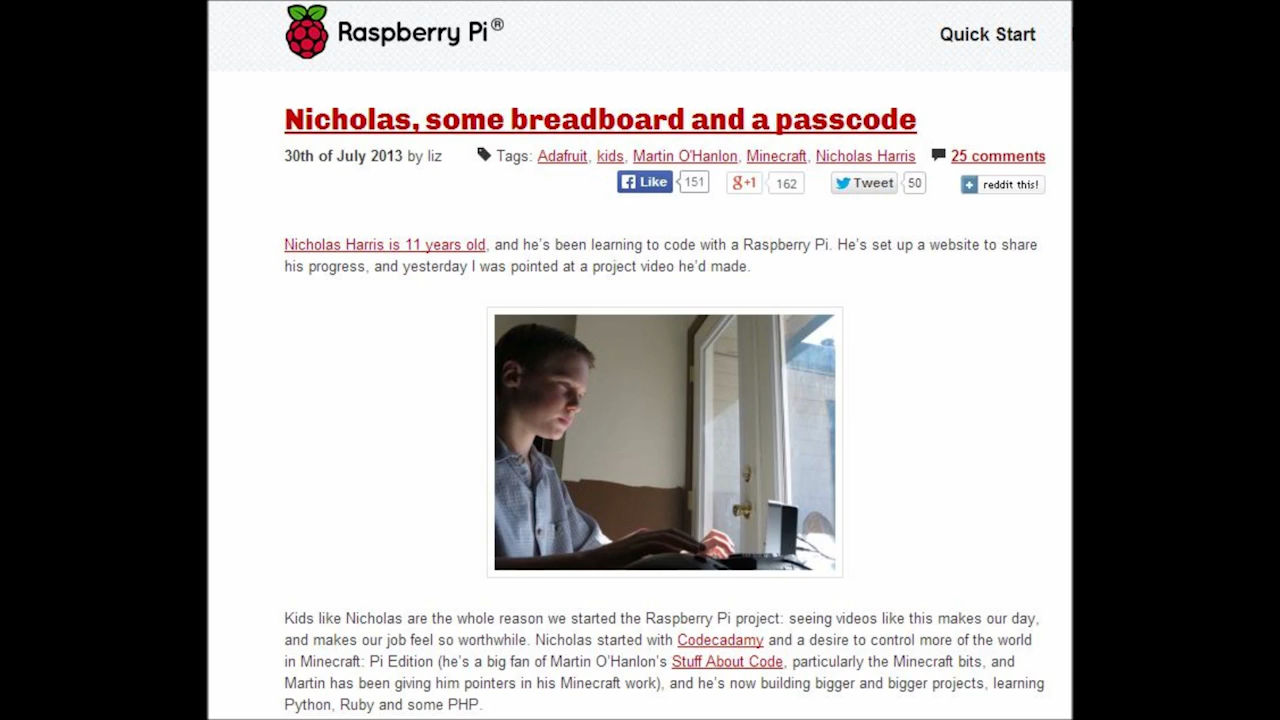 Raspberry Pi®
Quick Start
Nicholas, some breadboard and a passcode
30th of July 2013 by liz Tags: Adafruit, kids, Martin O'Hanlon, Minecraft, Nicholas Harris 25 comments
Like 151 g+1 162 Tweet 50 reddit this!
Nicholas Harris is 11 years old, and he's been learning to code with a Raspberry Pi. He's set up a website to share
his progress, and yesterday I was pointed at a project video he'd made.
Kids like Nicholas are the whole reason we started the Raspberry Pi project: seeing videos like this makes our day,
and makes our job feel so worthwhile. Nicholas started with Codecadamy and a desire to control more of the world
in Minecraft: Pi Edition (he's a big fan of Martin O'Hanlon's Stuff About Code, particularly the Minecraft bits, and
Martin has been giving him pointers in his Minecraft work), and he's now building bigger and bigger projects, learning
Python, Ruby and some PHP.